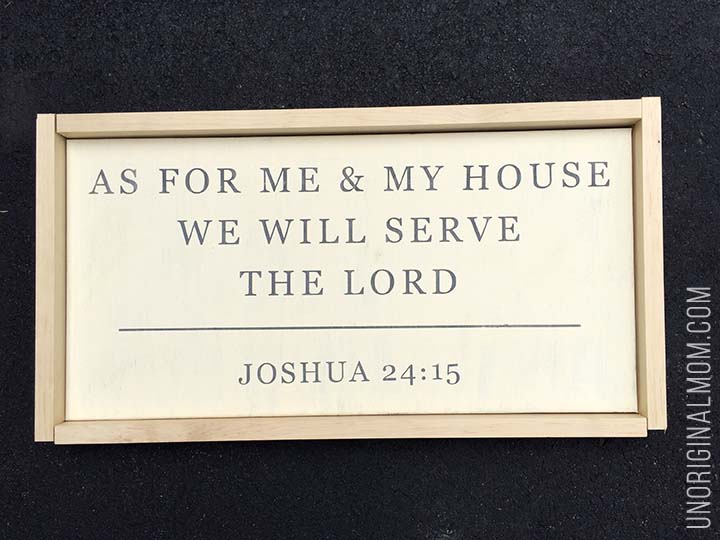 AS FOR ME & MY HOUSE
WE WILL SERVE
THE LORD
JOSHUA 24:15
UNORIGINALMOM.COM